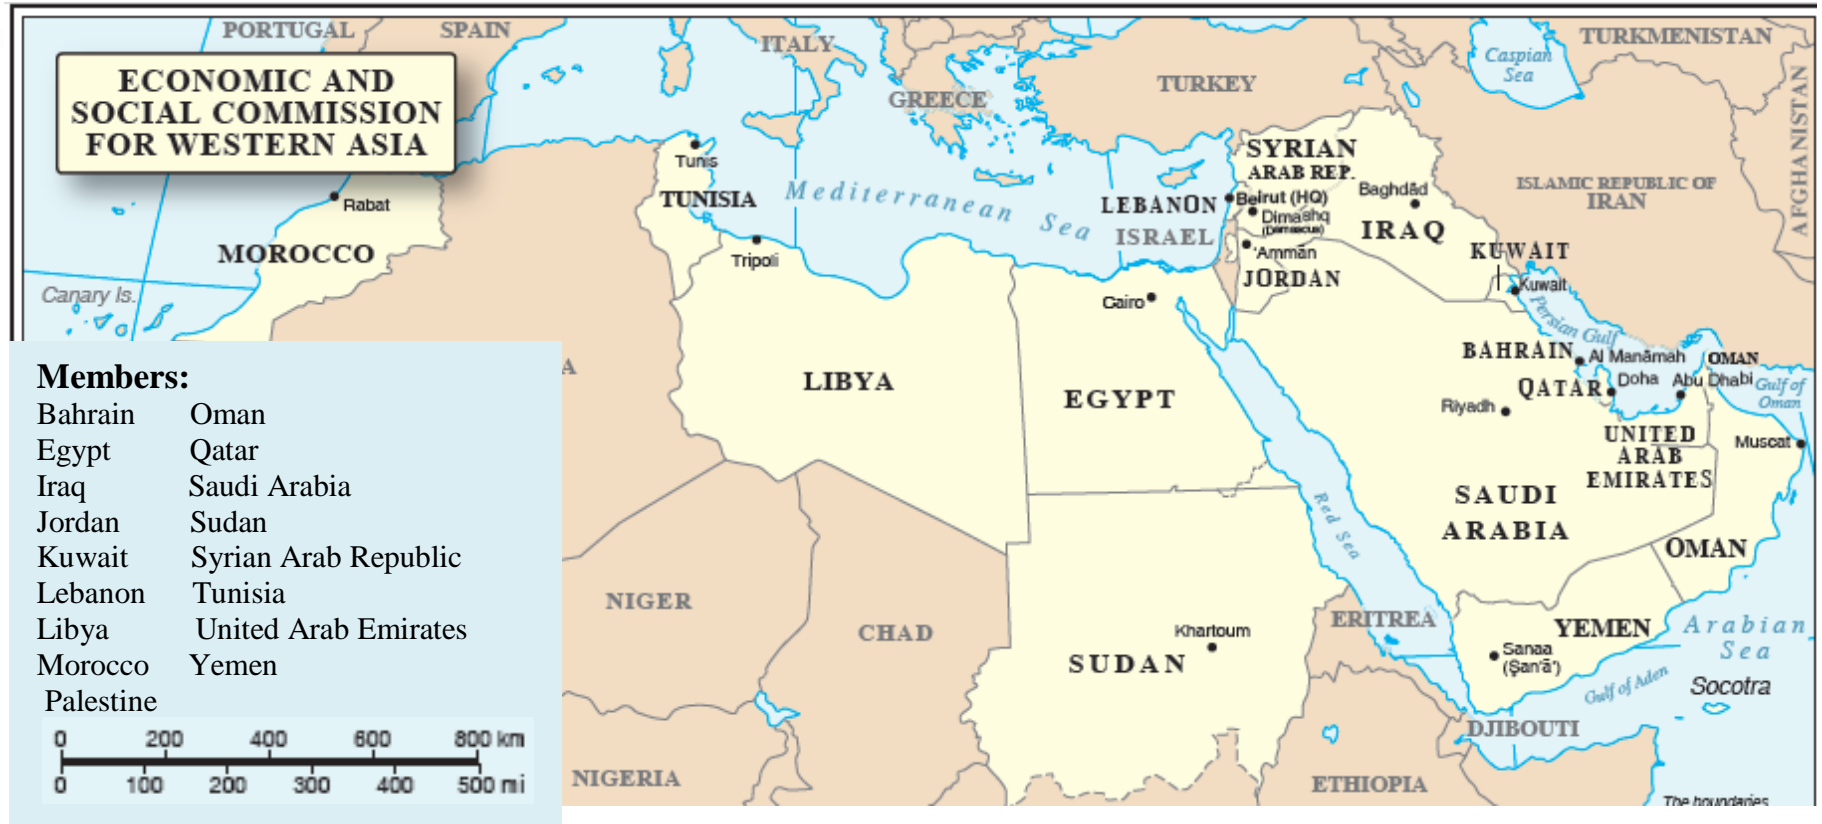 PORTUGAL
SPAIN
ITALY
GREECE
TURKEY
Caspian
Sea
TURKMENISTAN
AFGHANISTAN
ECONOMIC AND
SOCIAL COMMISSION
FOR WESTERN ASIA
Tunis
TUNISIA
Mediterranean Sea
SYRIAN
ARAB REP.
LEBANON
Beirut (HQ)
Dimashq
(Damascus)
Baghdād
IRAQ
ISLAMIC REPUBLIC OF
IRAN
Rabat
MOROCCO
Tripoli
ISRAEL
'Ammān
JORDAN
KUWAIT
Kuwait
Canary Is.
Cairo
Persian Gulf
A
LIBYA
EGYPT
BAHRAIN
Al Manāmah
OMAN
QATAR
Doha
Abu Dhabi
Gulf of
Oman
Riyadh
UNITED
ARAB
EMIRATES
Muscat
SAUDI
ARABIA
Red Sea
OMAN
Members:
Bahrain Oman
Egypt Qatar
Iraq Saudi Arabia
Jordan Sudan
Kuwait Syrian Arab Republic
Lebanon Tunisia
Libya United Arab Emirates
Morocco Yemen
Palestine
0 200 400 600 800 km
0 100 200 300 400 500 mi
NIGER
CHAD
Khartoum
SUDAN
ERITREA
YEMEN
Sanaa
(Şan'ā')
Arabian
Sea
Gulf of Aden
Socotra
DJIBOUTI
NIGERIA
ETHIOPIA
The boundaries